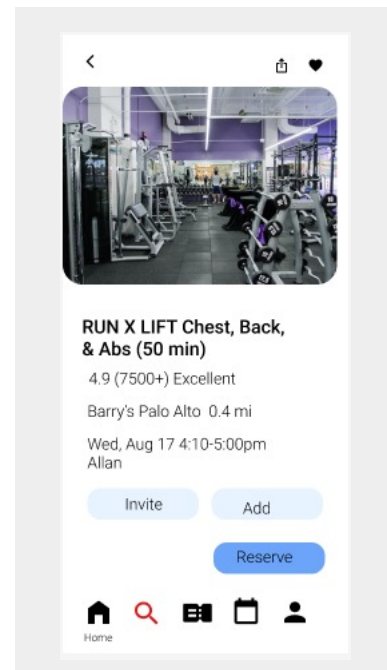 RUN X LIFT Chest, Back,
& Abs (50 min)
4.9 (7500+) Excellent
Barry's Palo Alto 0.4 mi
Wed, Aug 17 4:10-5:00pm
Allan
Invite
Add
Reserve
Home